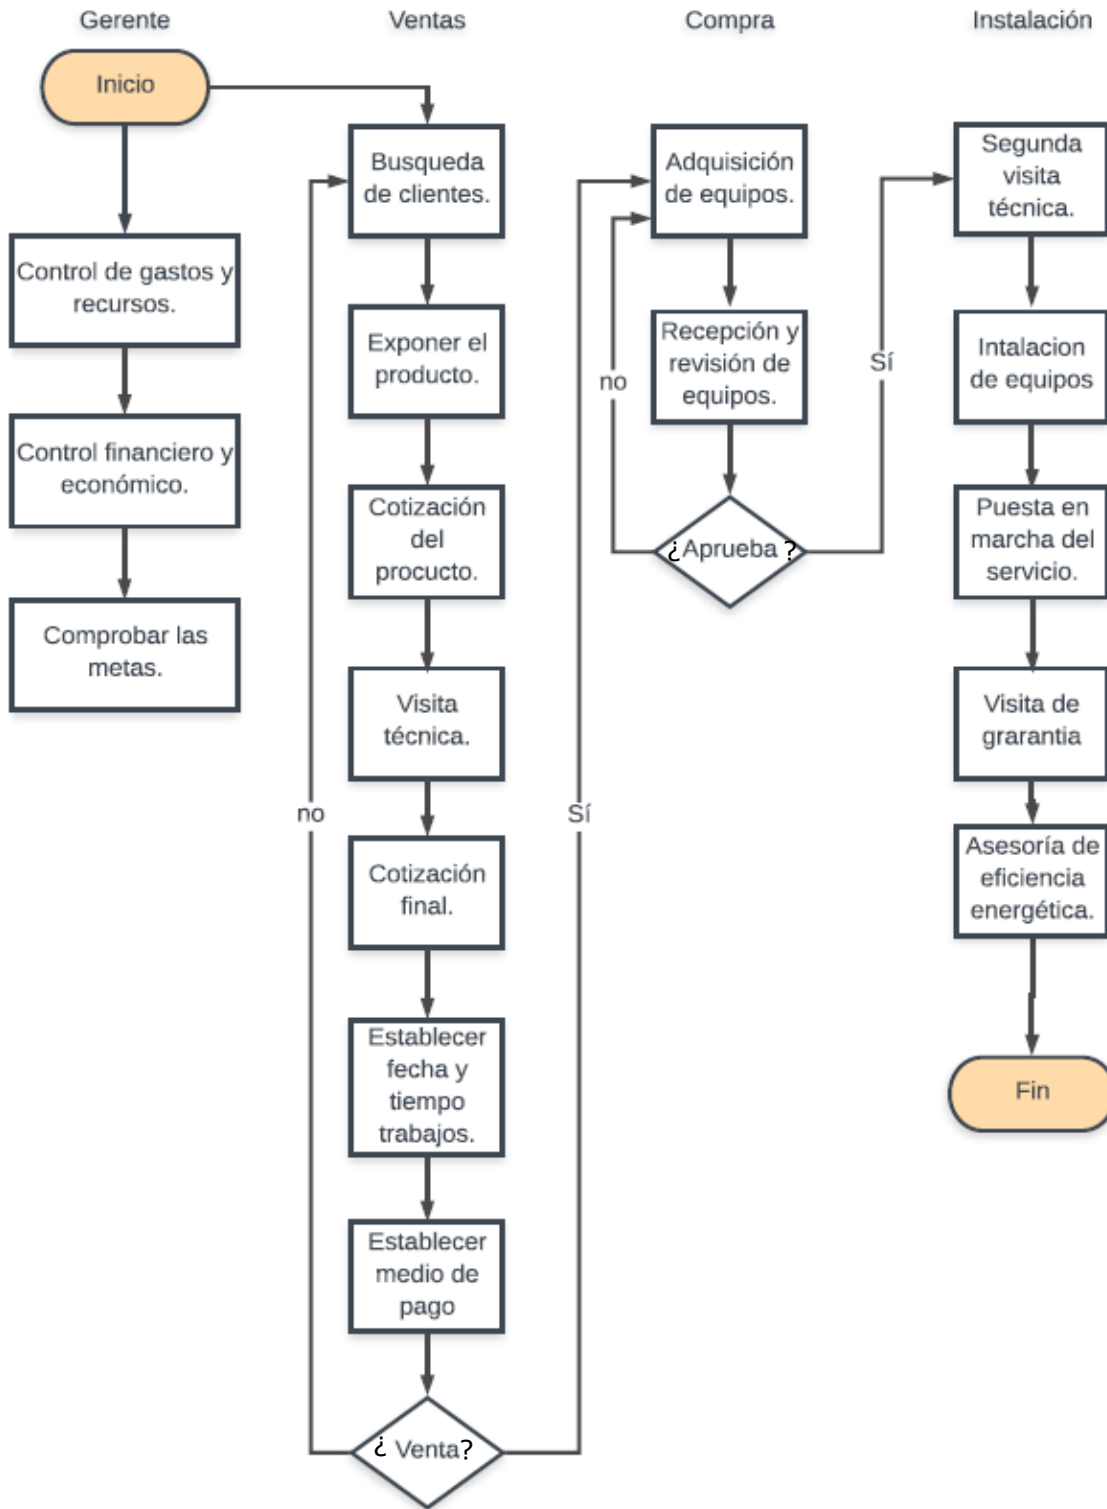 Gerente
Ventas
Compra
Instalación
Inicio
Control de gastos y
recursos.
Control financiero y
económico.
Comprobar las
metas.
Busqueda
de clientes.
Exponer el
producto.
Cotización
del
procucto.
Visita
técnica.
Cotización
final.
Establecer
fecha y
tiempo
trabajos.
Establecer
medio de
pago
¿ Venta?
no
Sí
Adquisición
de equipos.
Recepción y
revisión de
equipos.
¿Aprueba ?
no
Sí
Segunda
visita
técnica.
Intalacion
de equipos
Puesta en
marcha del
servicio.
Visita de
grarantia
Asesoría de
eficiencia
energética.
Fin